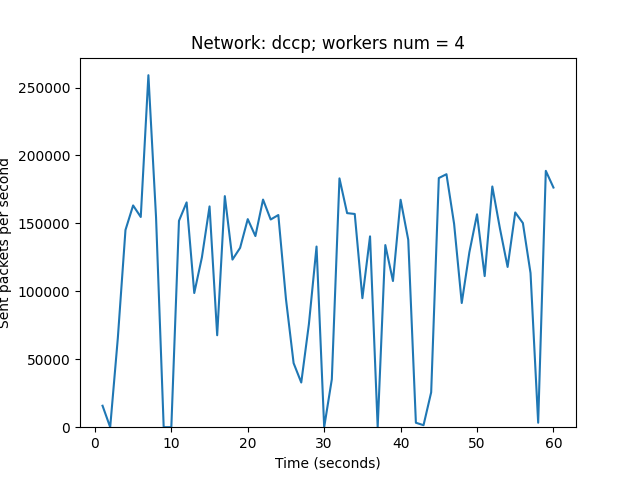 Network: dccp; workers num = 4
Sent packets per second
250000
200000
150000
100000
50000
0
0 10 20 30 40 50 60
Time (seconds)